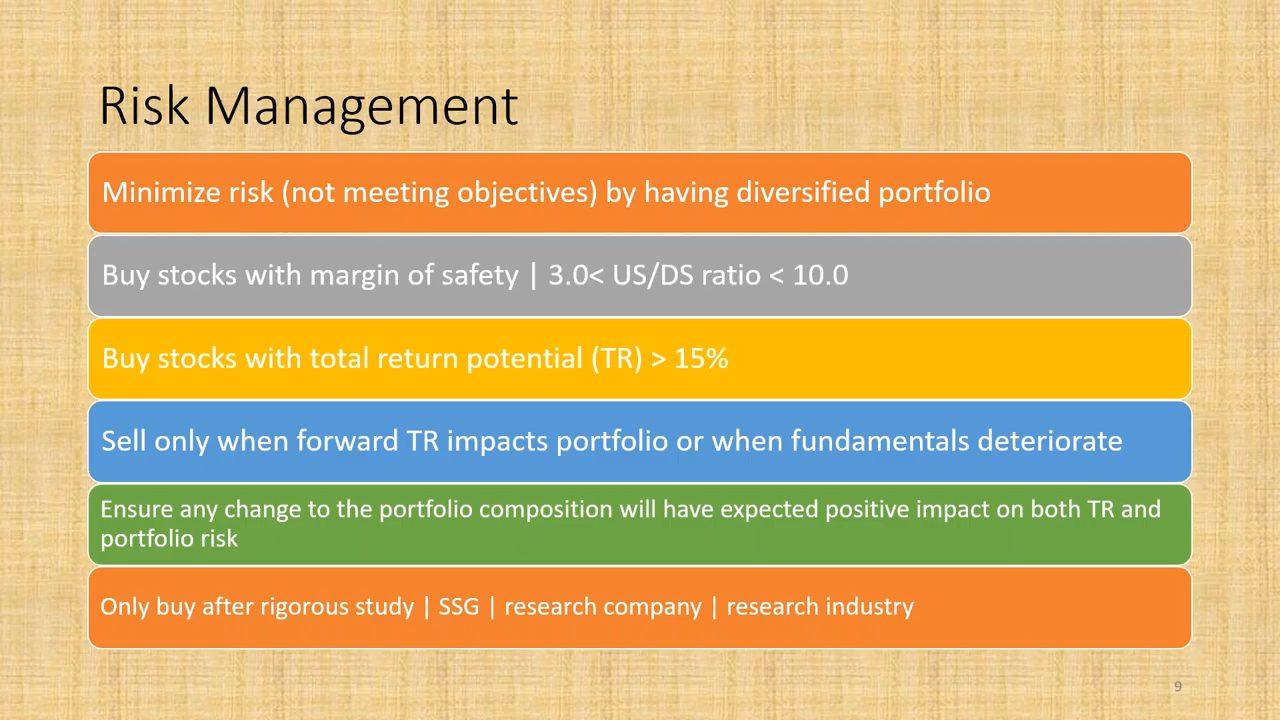 Risk Management
Minimize risk (not meeting objectives) by having diversified portfolio
Buy stocks with margin of safety | 3.0< US/DS ratio < 10.0
Buy stocks with total return potential (TR) > 15%
Sell only when forward TR impacts portfolio or when fundamentals deteriorate
Ensure any change to the portfolio composition will have expected positive impact on both TR and
portfolio risk
Only buy after rigorous study | SSG | research company | research industry
9